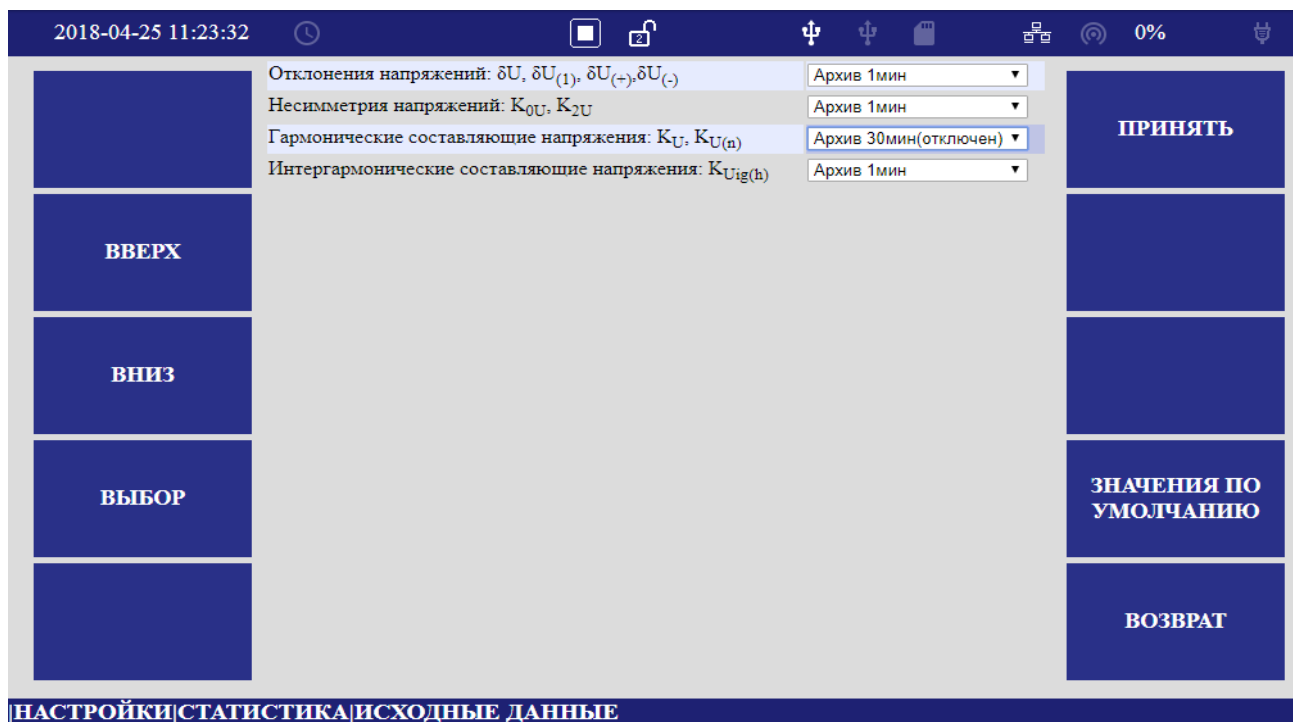 2018-04-25 11:23:32 2 0%
Отклонения напряжений: δU, δU(1), δU(+),δU(-) Архив 1мин
Несимметрия напряжений: K0U, K2U Архив 1мин
Гармонические составляющие напряжения: KU, KU(n) Архив 30мин(отключен)
Интергармонические составляющие напряжения: KUig(h) Архив 1мин
ВВЕРХ
ВНИЗ
ВЫБОР
ПРИНЯТЬ
ЗНАЧЕНИЯ ПО
УМОЛЧАНИЮ
ВОЗВРАТ
|НАСТРОЙКИ|СТАТИСТИКА|ИСХОДНЫЕ ДАННЫЕ